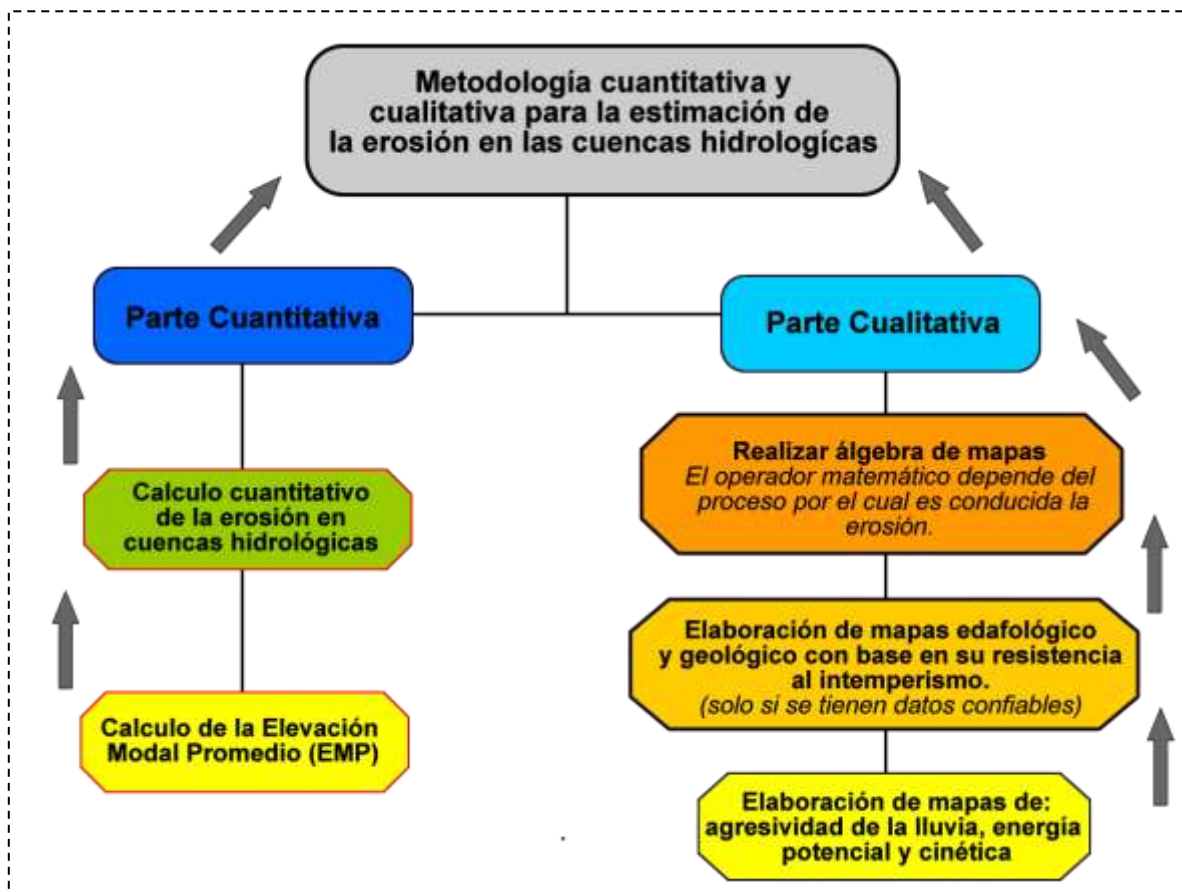 Metodología cuantitativa y
cualitativa para la estimación de
la erosión en las cuencas hidrologícas
Parte Cuantitativa
Parte Cualitativa
Calculo cuantitativo
de la erosión en
cuencas hidrológicas
Calculo de la Elevación
Modal Promedio (EMP)
Realizar álgebra de mapas
El operador matemático depende del
proceso por el cual es conducida la
erosión.
Elaboración de mapas edafológico
y geológico con base en su resistencia
al intemperismo.
(solo si se tienen datos confiables)
Elaboración de mapas de:
agresividad de la lluvia, energía
potencial y cinética